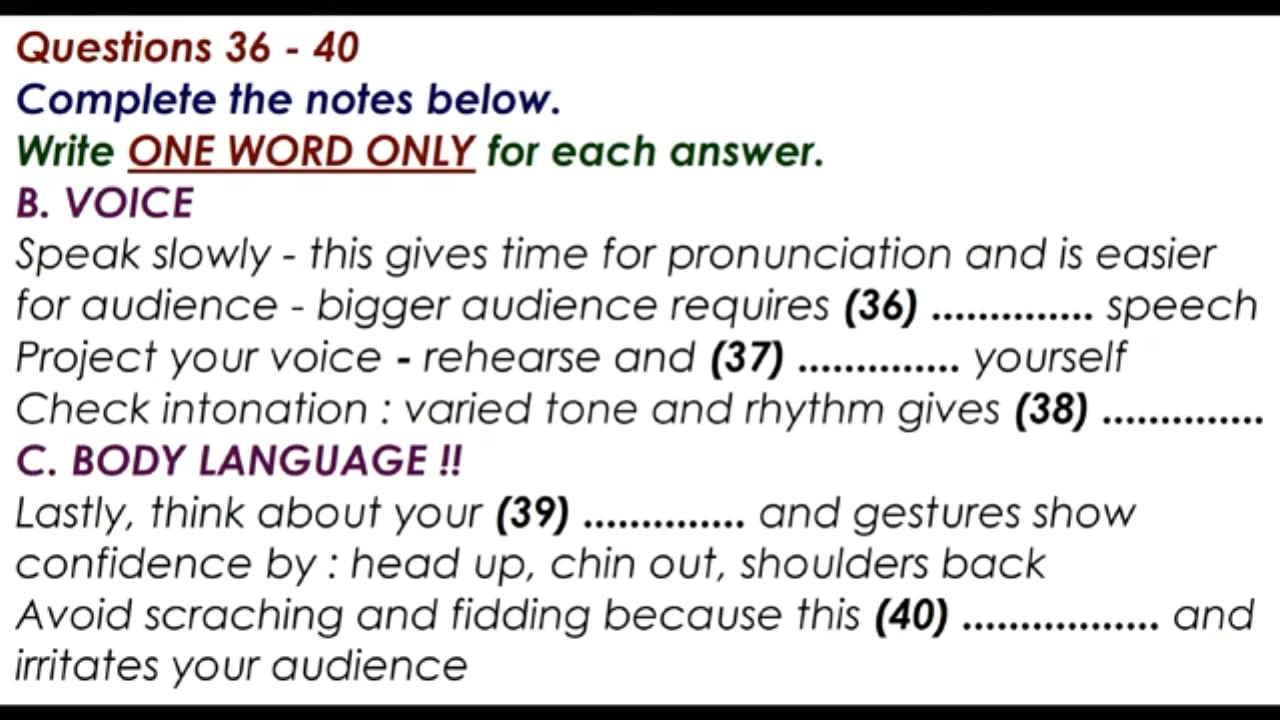 Questions 36 - 40
Complete the notes below.
Write ONE WORD ONLY for each answer.
B. VOICE
Speak slowly - this gives time for pronunciation and is easier
for audience - bigger audience requires (36) .............. speech
Project your voice - rehearse and (37) .............. yourself
Check intonation : varied tone and rhythm gives (38) ..............
C. BODY LANGUAGE !!
Lastly, think about your (39) .............. and gestures show
confidence by : head up, chin out, shoulders back
Avoid scraching and fidding because this (40) ................. and
irritates your audience